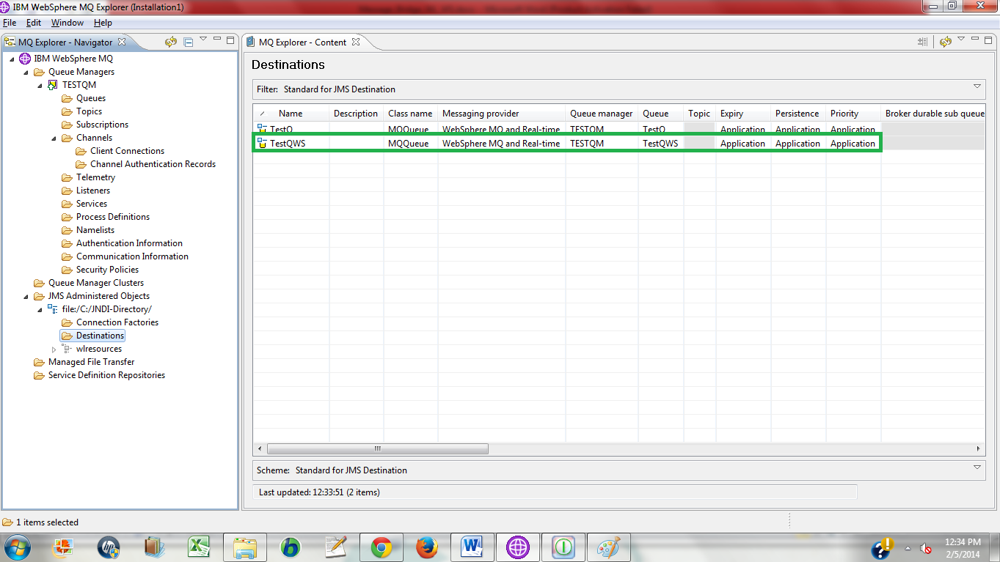 IBM WebSphere MQ Explorer (Installation1)
File Edit Window Help
MQ Explorer - Navigator
IBM WebSphere MQ
Queue Managers
TESTQM
Queues
Topics
Subscriptions
Channels
Client Connections
Channel Authentication Records
Telemetry
Listeners
Services
Process Definitions
Namelists
Authentication Information
Communication Information
Security Policies
Queue Manager Clusters
JMS Administered Objects
file:/C:/JNDI-Directory/
Connection Factories
Destinations
wlresources
Managed File Transfer
Service Definition Repositories
MQ Explorer - Content
Destinations
Filter: Standard for JMS Destination
Name Description Class name Messaging provider Queue manager Queue Topic Expiry Persistence Priority Broker durable sub queue
TestQ MQQueue WebSphere MQ and Real-time TESTQM TestQ Application Application Application
TestQWS MQQueue WebSphere MQ and Real-time TESTQM TestQWS Application Application Application
Scheme: Standard for JMS Destination
Last updated: 12:33:51 (2 items)
1 items selected
12:34 PM
2/5/2014